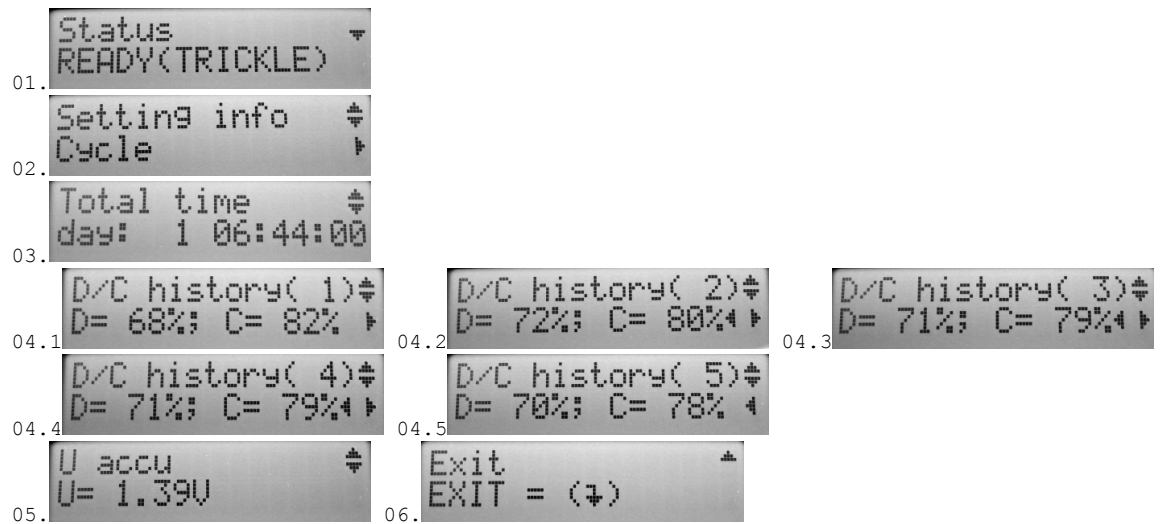 Status
READY(TRICKLE)
01.
Setting info
Cycle
02.
Total time
day: 1 06:44:00
03.
D/C history( 1)
D= 68%; C= 82%
04.1
D/C history( 2)
D= 72%; C= 80%
04.2
D/C history( 3)
D= 71%; C= 79%
04.3
D/C history( 4)
D= 71%; C= 79%
04.4
D/C history( 5)
D= 70%; C= 78%
04.5
U accu
U= 1.39V
05.
Exit
EXIT = (↴)
06.